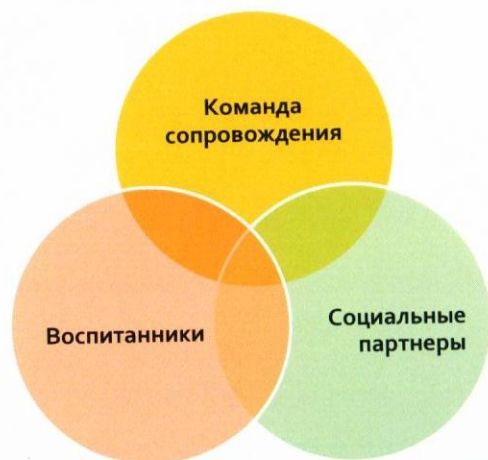 Команда
сопровождения
Воспитанники
Социальные
партнеры